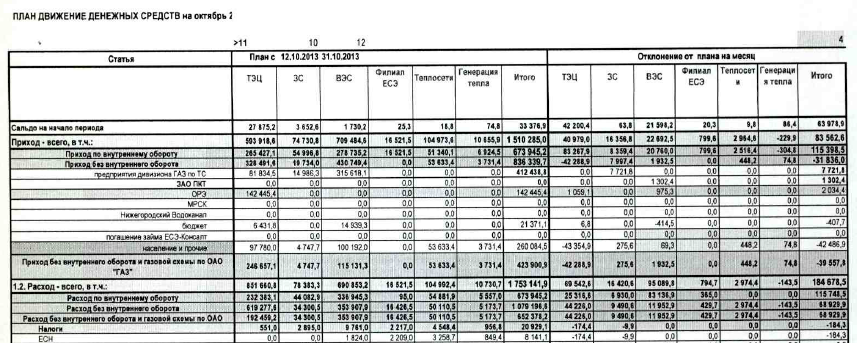 ПЛАН ДВИЖЕНИЕ ДЕНЕЖНЫХ СРЕДСТВ на октябрь 2
>11 10 12 4
Статья План с 12.10.2013 31.10.2013 Отклонение от плана на месяц
ТЭЦ ЗС ВЭС Филиал ЕСЭ Теплосети Генерация тепла Итого ТЭЦ ЗС ВЭС Филиал ЕСЭ Теплосет и Генераци я тепла Итого
Сальдо на начало периода 27 875,2 3 652,6 1 730,2 25,3 18,8 74,8 33 376,9 42 200,4 63,8 21 598,2 20,3 9,8 86,4 63 978,9
Приход - всего, в т.ч.: 593 918,6 74 730,8 709 484,6 16 521,5 104 973,6 10 655,9 1 510 285,0 40 979,0 16 356,8 22 692,5 799,6 2 964,6 -229,9 83 562,6
Приход по внутреннему обороту 265 427,1 54 996,8 278 735,2 16 521,5 51 340,1 6 924,5 673 945,4 83 267,9 8 359,4 20 760,0 799,6 2 516,4 -304,8 115 398,5
Приход без внутреннего оборота 328 491,6 19 734,0 430 749,4 0,0 53 633,4 3 731,4 836 339,7 -42 288,9 7 997,4 1 932,5 0,0 448,2 74,8 -31 836,0
предприятия дивизиона ГАЗ по ТС 81 834,5 14 986,3 315 618,1 0,0 0,0 0,0 412 438,8 0,0 7 721,8 0,0 0,0 0,0 0,0 7 721,8
ЗАО ПКТ 0,0 0,0 0,0 0,0 0,0 0,0 0,0 0,0 0,0 1 302,4 0,0 0,0 0,0 1 302,4
ОРЭ 142 445,4 0,0 0,0 0,0 0,0 0,0 142 445,4 1 059,1 0,0 975,3 0,0 0,0 0,0 2 034,4
МРСК 0,0 0,0 0,0 0,0 0,0 0,0 0,0 0,0 0,0 0,0 0,0 0,0 0,0 0,0
Нижегородский Водоканал 0,0 0,0 0,0 0,0 0,0 0,0 0,0 0,0 0,0 0,0 0,0 0,0 0,0 0,0
бюджет 6 431,8 0,0 14 939,3 0,0 0,0 0,0 21 371,1 6,8 0,0 -414,5 0,0 0,0 0,0 -407,7
погашение займа ЕСЭ-Консалт 0,0 0,0 0,0 0,0 0,0 0,0 0,0 0,0 0,0 0,0 0,0 0,0 0,0 0,0
население и прочие 97 780,0 4 747,7 100 192,0 0,0 53 633,4 3 731,4 260 084,5 -43 354,9 275,6 69,3 0,0 448,2 74,8 -42 486,9
Приход без внутреннего оборота и газовой схемы по ОАО "ГАЗ" 246 657,1 4 747,7 115 131,3 0,0 53 633,4 3 731,4 423 900,9 -42 288,9 275,6 1 932,5 0,0 448,2 74,8 -39 557,8
1.2. Расход - всего, в т.ч.: 851 660,8 78 383,3 690 853,2 16 521,5 104 992,4 10 730,7 1 753 141,9 69 542,6 16 420,6 95 089,8 794,7 2 974,4 -143,5 184 678,5
Расход по внутреннему обороту 232 383,1 44 082,9 336 945,3 95,0 54 881,9 5 557,0 673 945,2 25 316,6 6 930,0 83 136,9 365,0 0,0 0,0 115 748,5
Расход без внутреннего оборота 619 277,6 34 300,5 353 907,9 16 426,5 50 110,5 5 173,7 1 079 196,8 44 226,0 9 490,6 11 952,9 429,7 2 974,4 -143,5 68 929,9
Расход без внутреннего оборота и газовой схемы по ОАО 192 459,2 34 300,5 353 907,9 16 426,5 50 110,5 5 173,7 652 378,2 44 226,0 9 490,6 11 952,9 429,7 2 974,4 -143,5 68 929,9
Налоги 551,0 2 895,0 9 761,0 2 217,0 4 548,4 956,8 20 929,1 -174,4 -9,9 0,0 0,0 0,0 0,0 -184,3
ЕСН 0,0 0,0 1 824,0 2 209,0 3 258,7 849,4 8 141,1 -174,4 -9,9 0,0 0,0 0,0 0,0 -184,3